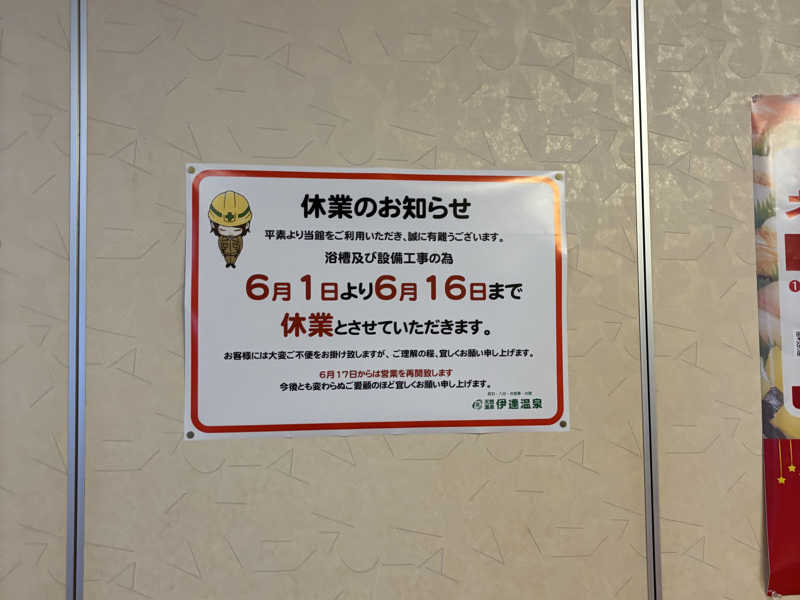 休業のお知らせ
平素より当館をご利用いただき、誠に有難うございます。
浴槽及び設備工事の為
6月1日より6月16日まで
休業とさせていただきます。
お客様には大変ご不便をお掛け致しますが、ご理解の程、宜しくお願い申し上げます。
6月17日からは営業を再開致します
今後とも変わらぬご愛顧のほど宜しくお願い申し上げます。
伊達温泉